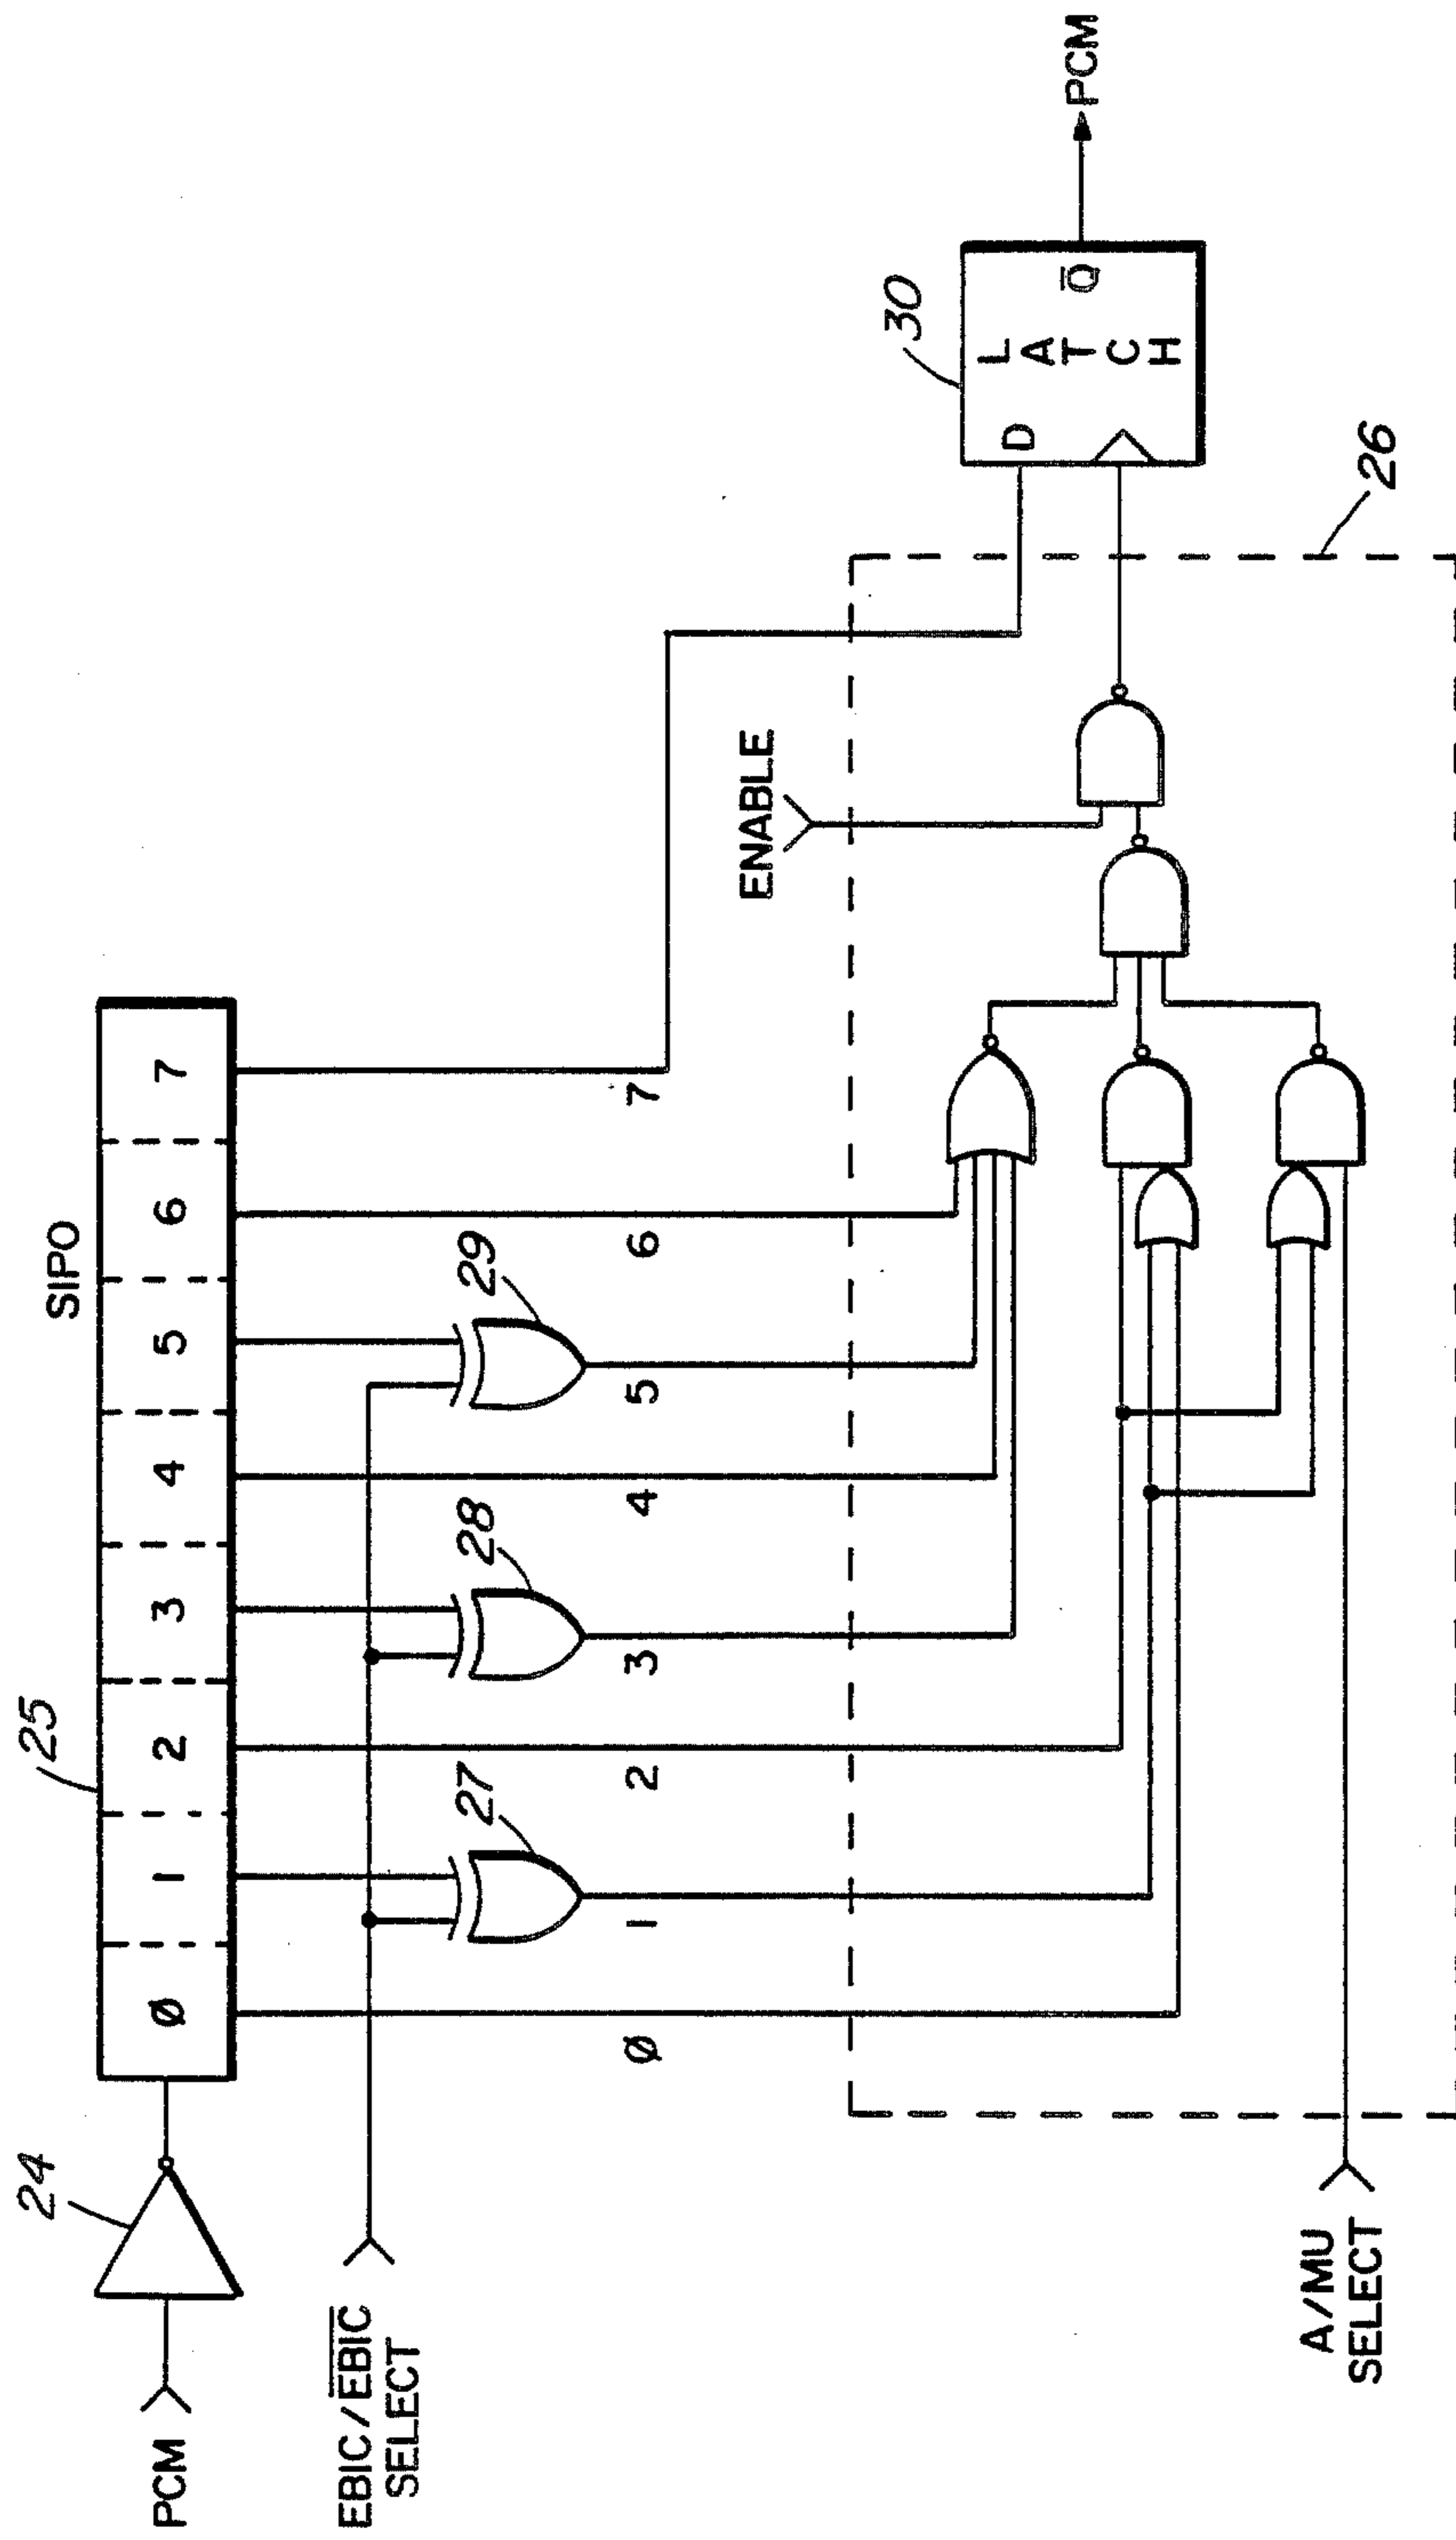 24
25
SIPO
PCM
Ø 1 2 3 4 5 6 7
EBIC/E̅B̅I̅C̅
SELECT
27
28
29
Ø 1 2 3 4 5 6 7
ENABLE
30
D
LATCH
Q̅
PCM
A/MU
SELECT
26